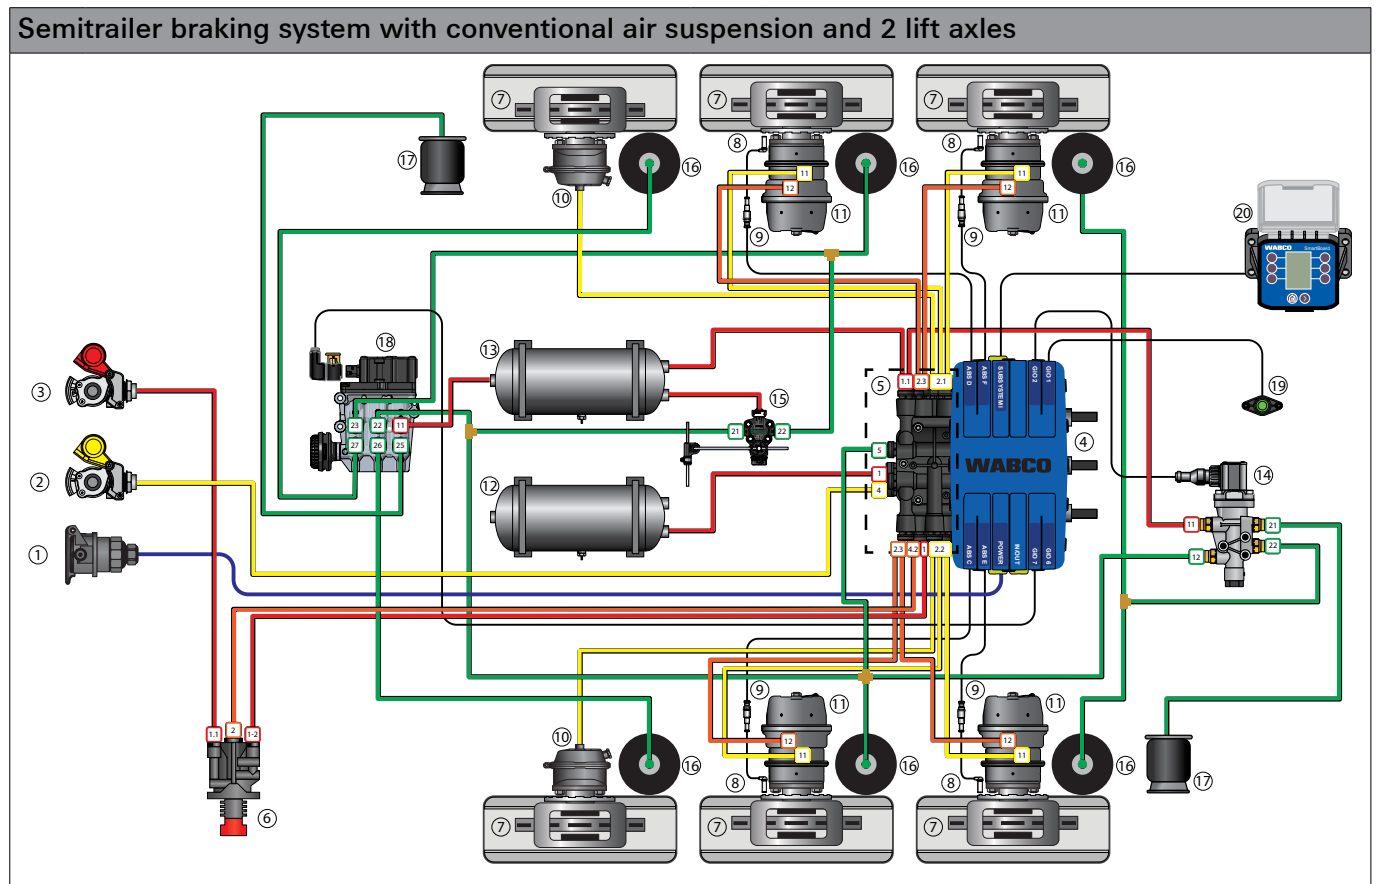 Semitrailer braking system with conventional air suspension and 2 lift axles
7 7 7
17 8 8
16 16 16
11 11
12 12
10 11 11
9 9
20
WABCO SmartBoard
18
13
3
5 1.1 2.3 2.1
ABS D ABS F SUBSYSTEMS GIO 2 GIO 1
19
15
23 22 11
21 22
27 26 25
5
4
WABCO
2
1
4
12
14
11 21
22
12
1
2.3 4.2 1 2.2
ABS C ABS E POWER IN/OUT GIO 7 GIO 6
9 9
11 11
1.1 2 1-2
10
12 12
11 11
16 16 16
8 8
17
6
7 7 7